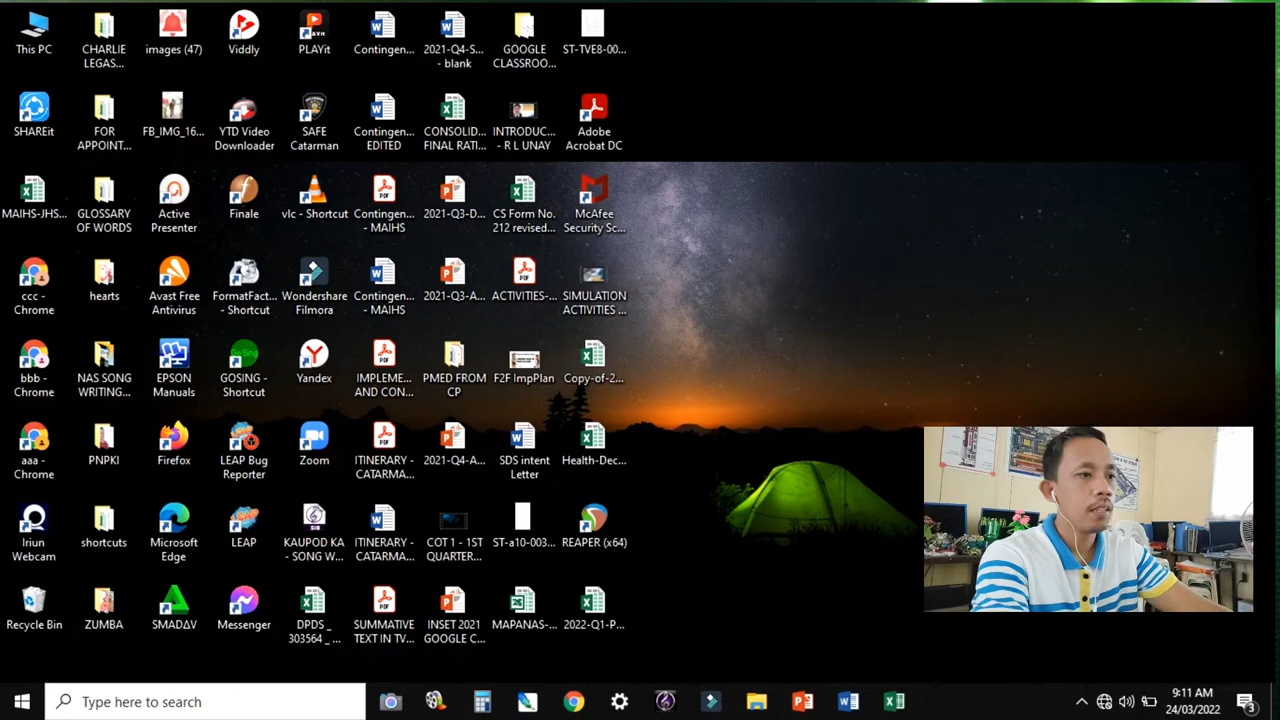 This PC
CHARLIE
LEGAS...
images (47)
Viddly
PLAYit
Contingen...
2021-Q4-S...
- blank
GOOGLE
CLASSROO...
ST-TVE8-00...
SHAREit
FOR
APPOINT...
FB_IMG_16...
YTD Video
Downloader
SAFE
Catarman
Contingen...
EDITED
CONSOLID...
FINAL RATI...
INTRODUC...
- R L UNAY
Adobe
Acrobat DC
MAIHS-JHS...
GLOSSARY
OF WORDS
Active
Presenter
Finale
vlc - Shortcut
Contingen...
- MAIHS
2021-Q3-D...
CS Form No.
212 revised...
McAfee
Security Sc...
ccc -
Chrome
hearts
Avast Free
Antivirus
FormatFact...
- Shortcut
Wondershare
Filmora
Contingen...
- MAIHS
2021-Q3-A...
ACTIVITIES-...
SIMULATION
ACTIVITIES ...
bbb -
Chrome
NAS SONG
WRITING...
EPSON
Manuals
GOSING -
Shortcut
Yandex
IMPLEME...
AND CON...
PMED FROM
CP
F2F ImpPlan
Copy-of-2...
aaa -
Chrome
PNPKI
Firefox
LEAP Bug
Reporter
Zoom
ITINERARY -
CATARMA...
2021-Q4-A...
SDS intent
Letter
Health-Dec...
Iriun
Webcam
shortcuts
Microsoft
Edge
LEAP
KAUPOD KA
- SONG W...
ITINERARY -
CATARMA...
COT 1 - 1ST
QUARTER...
ST-a10-003...
REAPER (x64)
Recycle Bin
ZUMBA
SMADΔV
Messenger
DPDS _
303564 _ ...
SUMMATIVE
TEXT IN TV...
INSET 2021
GOOGLE C...
MAPANAS-...
2022-Q1-P...
Type here to search
9:11 AM
24/03/2022
3